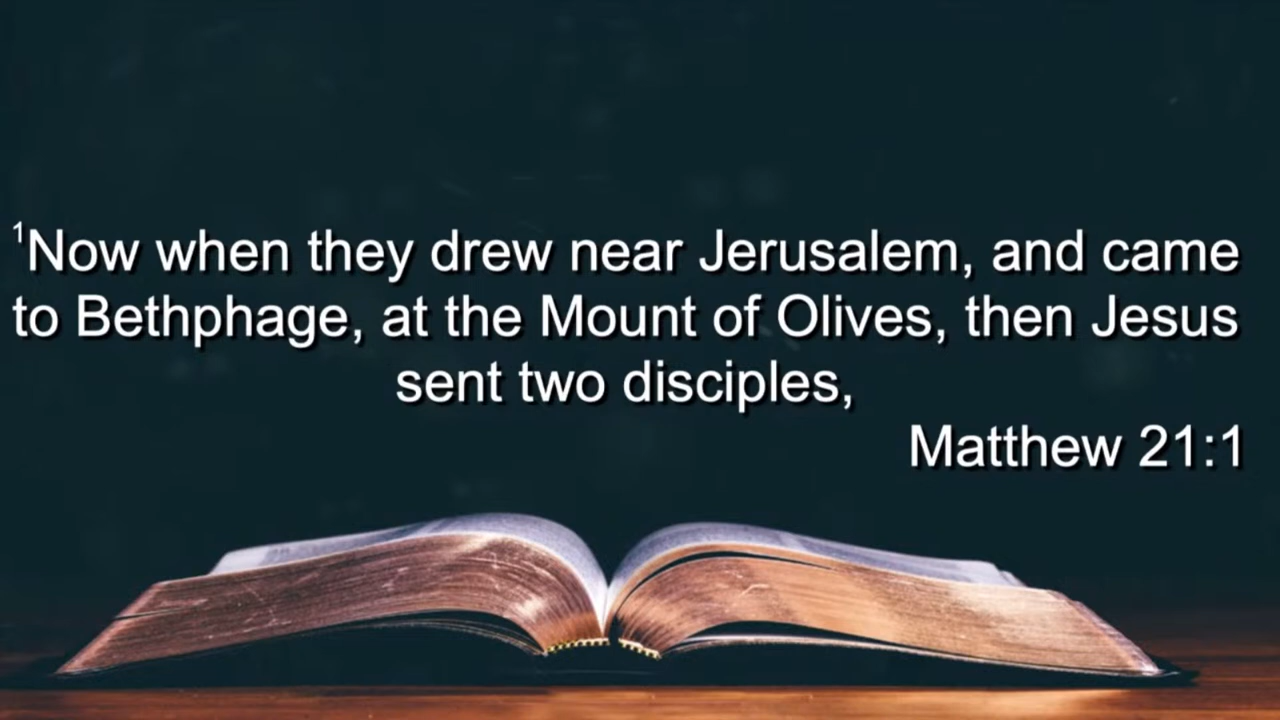 ¹Now when they drew near Jerusalem, and came
to Bethphage, at the Mount of Olives, then Jesus
sent two disciples,
Matthew 21:1